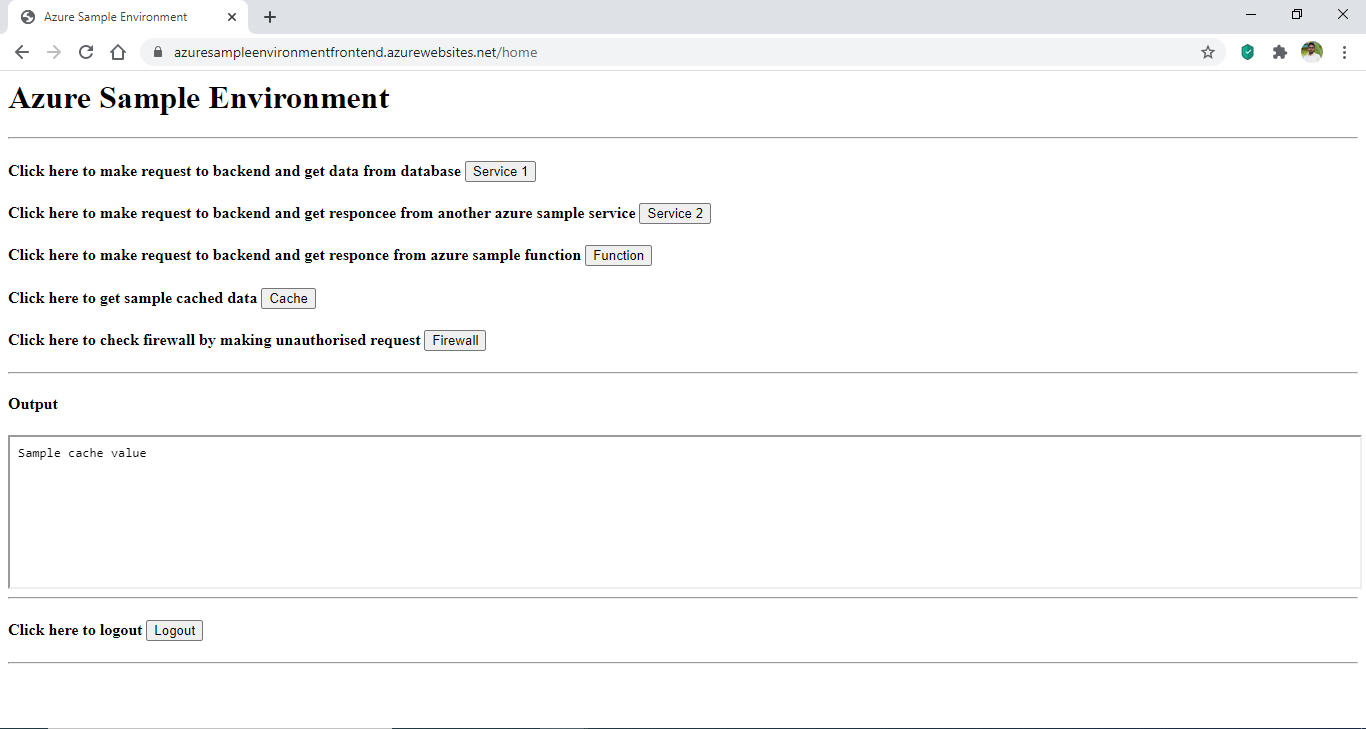 Azure Sample Environment
azuresampleenvironmentfrontend.azurewebsites.net/home
Azure Sample Environment
Click here to make request to backend and get data from database Service 1
Click here to make request to backend and get responcee from another azure sample service Service 2
Click here to make request to backend and get responce from azure sample function Function
Click here to get sample cached data Cache
Click here to check firewall by making unauthorised request Firewall
Output
Sample cache value
Click here to logout Logout